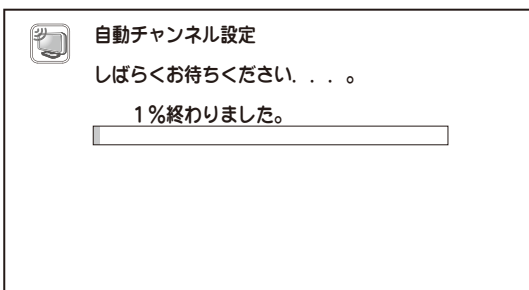 自動チャンネル設定
しばらくお待ちください．．．。
1％終わりました。